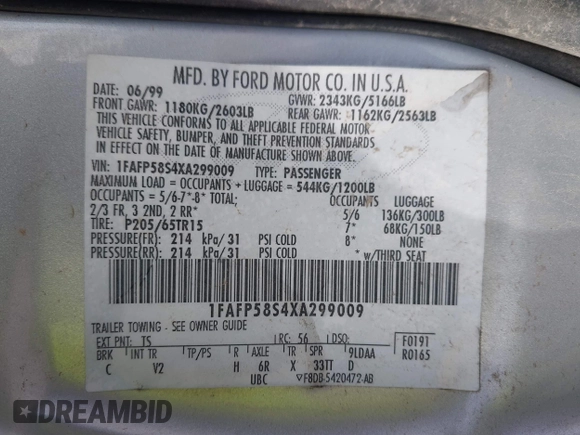 MFD. BY FORD MOTOR CO. IN U.S.A.
DATE: 06/99 GVWR: 2343KG/5166LB
FRONT GAWR: 1180KG/2603LB REAR GAWR: 1162KG/2563LB
THIS VEHICLE CONFORMS TO ALL APPLICABLE FEDERAL MOTOR
VEHICLE SAFETY, BUMPER, AND THEFT PREVENTION STANDARDS
IN EFFECT ON THE DATE OF MANUFACTURE SHOWN ABOVE.
VIN: 1FAFP58S4XA299009 TYPE: PASSENGER
MAXIMUM LOAD = OCCUPANTS + LUGGAGE = 544KG/1200LB
OCCUPANTS = 5/6-7*-8* TOTAL; OCCUPANTS LUGGAGE
2/3 FR, 3 2ND, 2 RR* 5/6 136KG/300LB
TIRE: P205/65TR15 7* 68KG/150LB
PRESSURE(FR): 214 kPa/31 PSI COLD 8* NONE
PRESSURE(RR): 214 kPa/31 PSI COLD * w/THIRD SEAT
1FAFP58S4XA299009
TRAILER TOWING - SEE OWNER GUIDE
EXT PNT: TS RC: 56 DSO: F0191
BRK INT TR TP/PS R AXLE TR SPR 9LDAA R0165
C V2 H 6R X 33TT D
UBC ▽F8DB-5420472-AB
DREAMBID